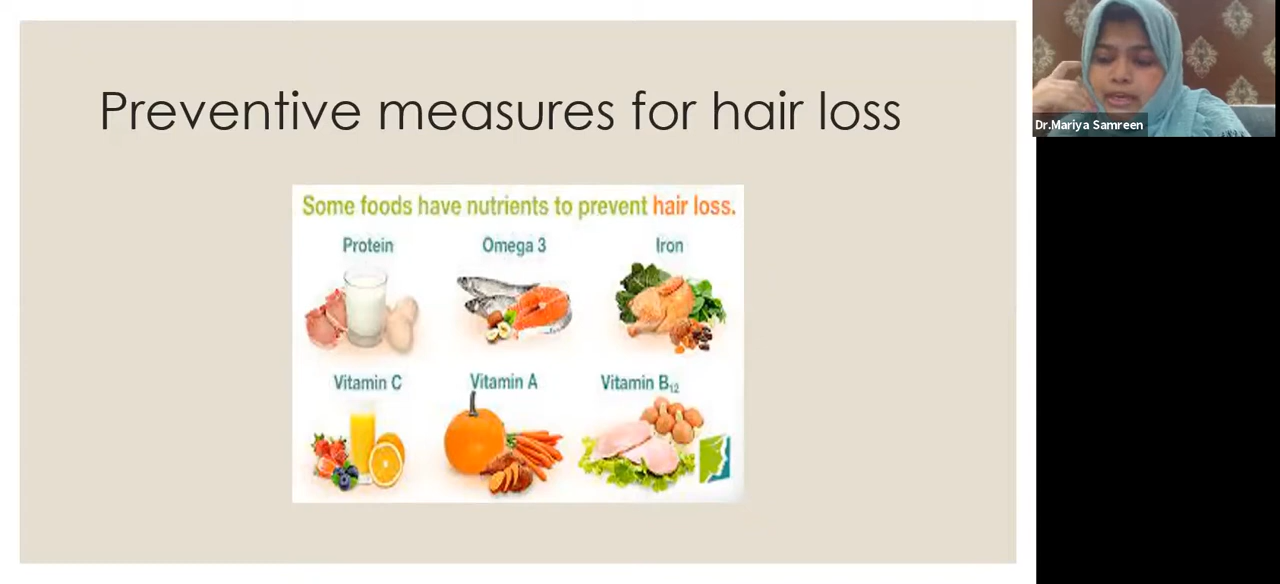 Preventive measures for hair loss
Some foods have nutrients to prevent hair loss.
Protein
Omega 3
Iron
Vitamin C
Vitamin A
Vitamin B12
Dr.Mariya Samreen